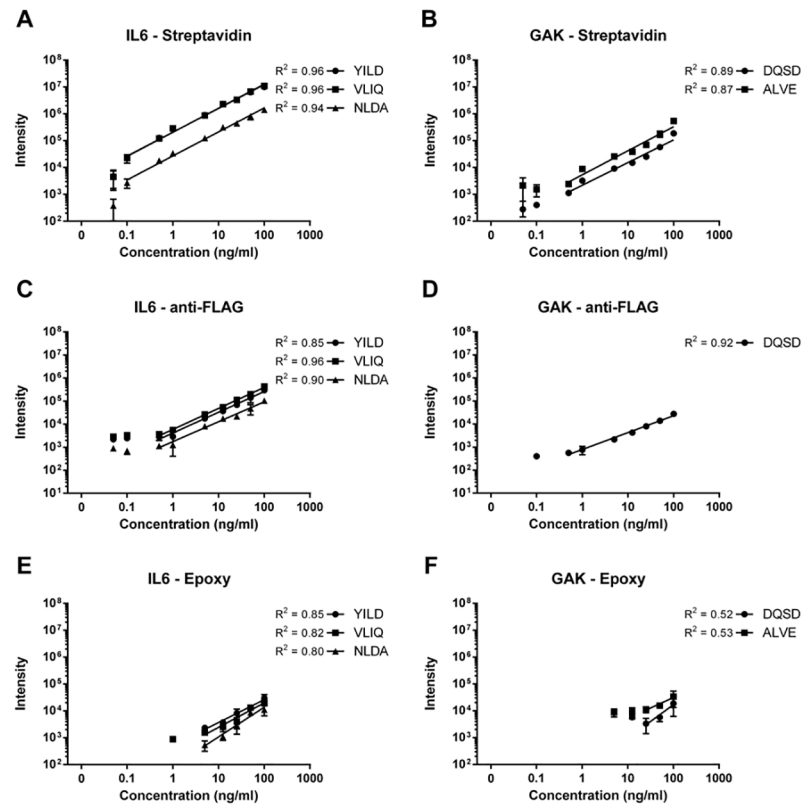 A
IL6 - Streptavidin
Intensity
10⁸
10⁷
10⁶
10⁵
10⁴
10³
10²
R² = 0.96 YILD
R² = 0.96 VLIQ
R² = 0.94 NLDA
0 0.1 1 10 100 1000
Concentration (ng/ml)
B
GAK - Streptavidin
Intensity
10⁸
10⁷
10⁶
10⁵
10⁴
10³
10²
R² = 0.89 DQSD
R² = 0.87 ALVE
0 0.1 1 10 100 1000
Concentration (ng/ml)
C
IL6 - anti-FLAG
Intensity
10⁸
10⁷
10⁶
10⁵
10⁴
10³
10²
10¹
R² = 0.85 YILD
R² = 0.96 VLIQ
R² = 0.90 NLDA
0 0.1 1 10 100 1000
Concentration (ng/ml)
D
GAK - anti-FLAG
Intensity
10⁸
10⁷
10⁶
10⁵
10⁴
10³
10²
10¹
R² = 0.92 DQSD
0 0.1 1 10 100 1000
Concentration (ng/ml)
E
IL6 - Epoxy
Intensity
10⁸
10⁷
10⁶
10⁵
10⁴
10³
10²
R² = 0.85 YILD
R² = 0.82 VLIQ
R² = 0.80 NLDA
0 0.1 1 10 100 1000
Concentration (ng/ml)
F
GAK - Epoxy
Intensity
10⁸
10⁷
10⁶
10⁵
10⁴
10³
10²
R² = 0.52 DQSD
R² = 0.53 ALVE
0 0.1 1 10 100 1000
Concentration (ng/ml)